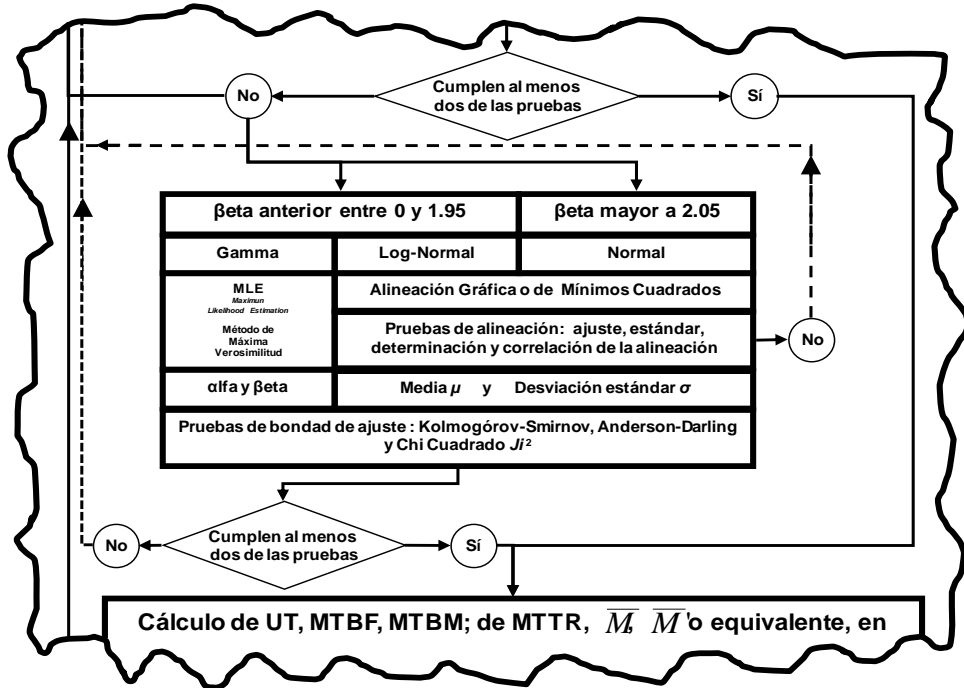 Cumplen al menos
dos de las pruebas
No
Sí
βeta anterior entre 0 y 1.95
βeta mayor a 2.05
Gamma
Log-Normal
Normal
MLE
Maximun
Likelihood Estimation
Método de
Máxima
Verosimilitud
Alineación Gráfica o de Mínimos Cuadrados
Pruebas de alineación: ajuste, estándar,
determinación y correlación de la alineación
No
αlfa y βeta
Media μ y Desviación estándar σ
Pruebas de bondad de ajuste : Kolmogórov-Smirnov, Anderson-Darling
y Chi Cuadrado Ji²
No
Cumplen al menos
dos de las pruebas
Sí
Cálculo de UT, MTBF, MTBM; de MTTR, M̅, M̅'o equivalente, en